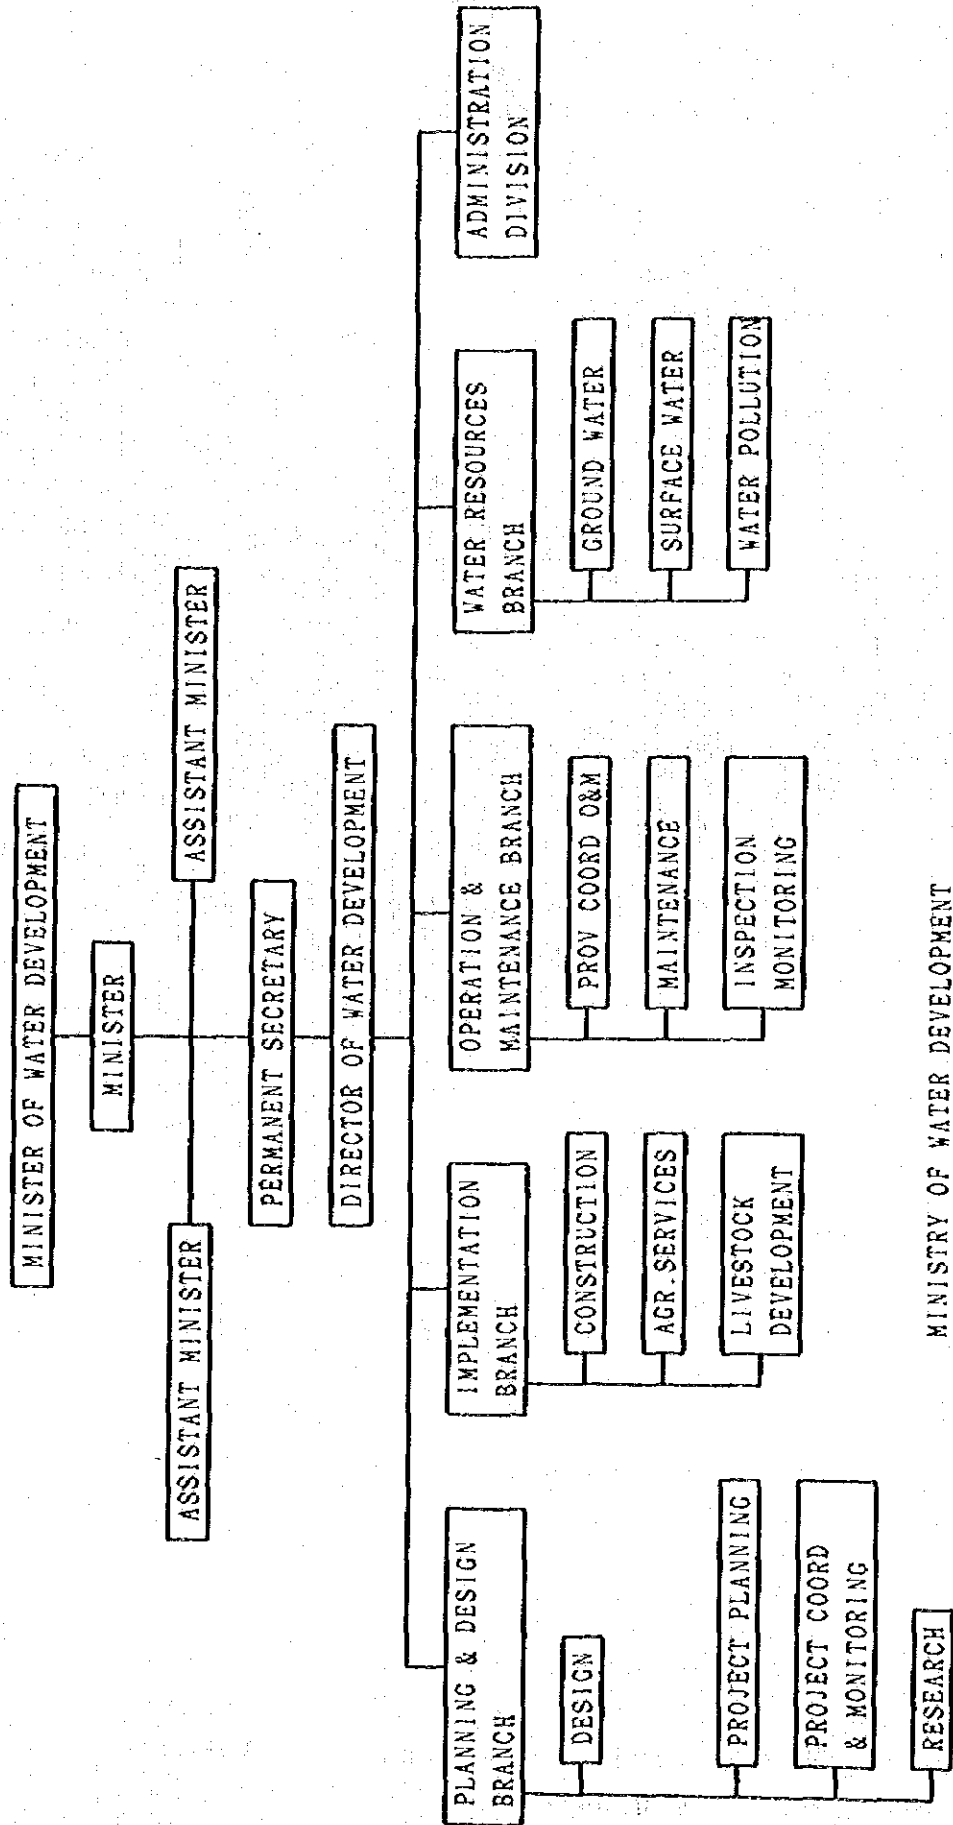 MINISTER OF WATER DEVELOPMENT
MINISTER
ASSISTANT MINISTER
ASSISTANT MINISTER
PERMANENT SECRETARY
DIRECTOR OF WATER DEVELOPMENT
PLANNING & DESIGN
BRANCH
DESIGN
PROJECT PLANNING
PROJECT COORD
& MONITORING
RESEARCH
IMPLEMENTATION
BRANCH
CONSTRUCTION
AGR.SERVICES
LIVESTOCK
DEVELOPMENT
OPERATION &
MAINTENANCE BRANCH
PROV COORD O&M
MAINTENANCE
INSPECTION
MONITORING
WATER RESOURCES
BRANCH
GROUND WATER
SURFACE WATER
WATER POLLUTION
ADMINISTRATION
DIVISION
MINISTRY OF WATER DEVELOPMENT